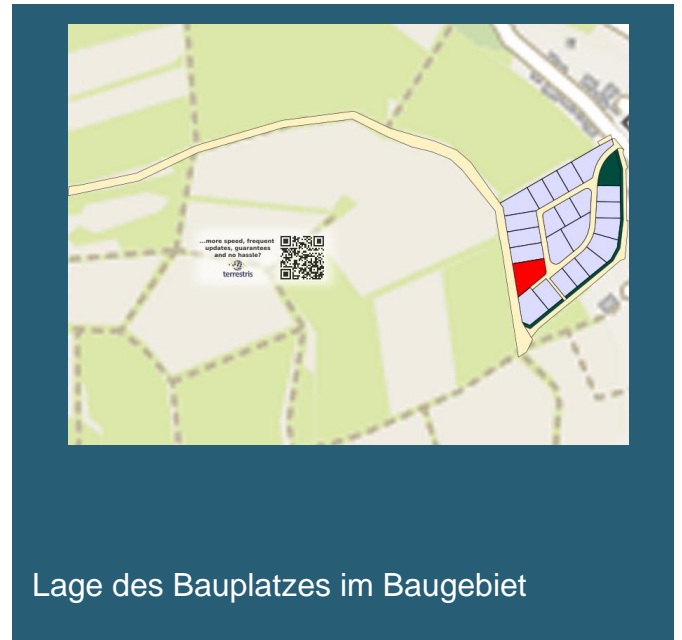 ...more speed, frequent
updates, guarantees
and no hassle?
terrestris
Lage des Bauplatzes im Baugebiet